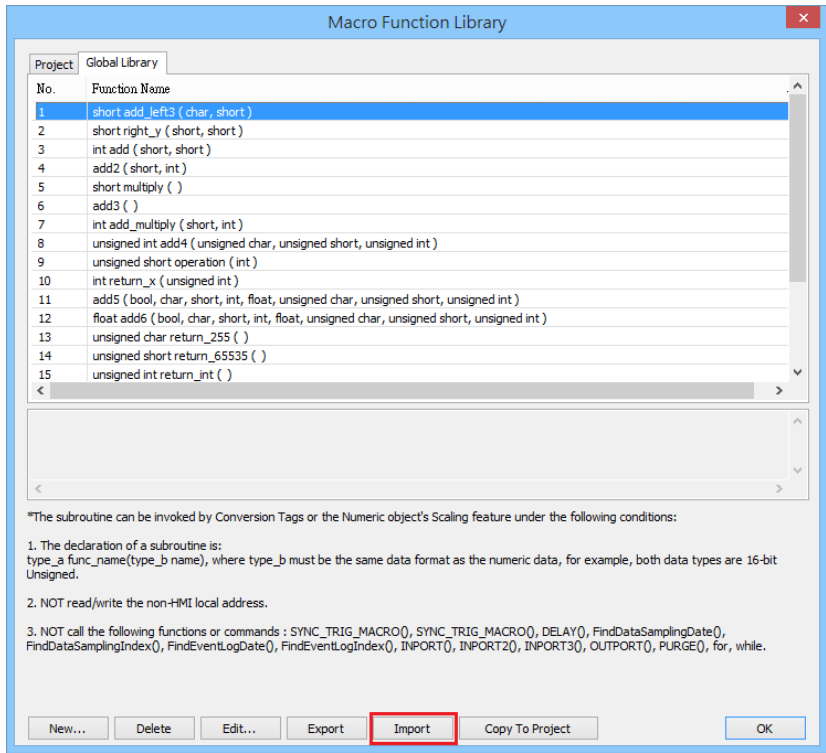 Macro Function Library
Project Global Library
No. Function Name
1 short add_left3 ( char, short )
2 short right_y ( short, short )
3 int add ( short, short )
4 add2 ( short, int )
5 short multiply ( )
6 add3 ( )
7 int add_multiply ( short, int )
8 unsigned int add4 ( unsigned char, unsigned short, unsigned int )
9 unsigned short operation ( int )
10 int return_x ( unsigned int )
11 add5 ( bool, char, short, int, float, unsigned char, unsigned short, unsigned int )
12 float add6 ( bool, char, short, int, float, unsigned char, unsigned short, unsigned int )
13 unsigned char return_255 ( )
14 unsigned short return_65535 ( )
15 unsigned int return_int ( )
*The subroutine can be invoked by Conversion Tags or the Numeric object's Scaling feature under the following conditions:
1. The declaration of a subroutine is:
type_a func_name(type_b name), where type_b must be the same data format as the numeric data, for example, both data types are 16-bit
Unsigned.
2. NOT read/write the non-HMI local address.
3. NOT call the following functions or commands : SYNC_TRIG_MACRO(), SYNC_TRIG_MACRO(), DELAY(), FindDataSamplingDate(),
FindDataSamplingIndex(), FindEventLogDate(), FindEventLogIndex(), INPORT(), INPORT2(), INPORT3(), OUTPORT(), PURGE(), for, while.
New... Delete Edit... Export Import Copy To Project OK